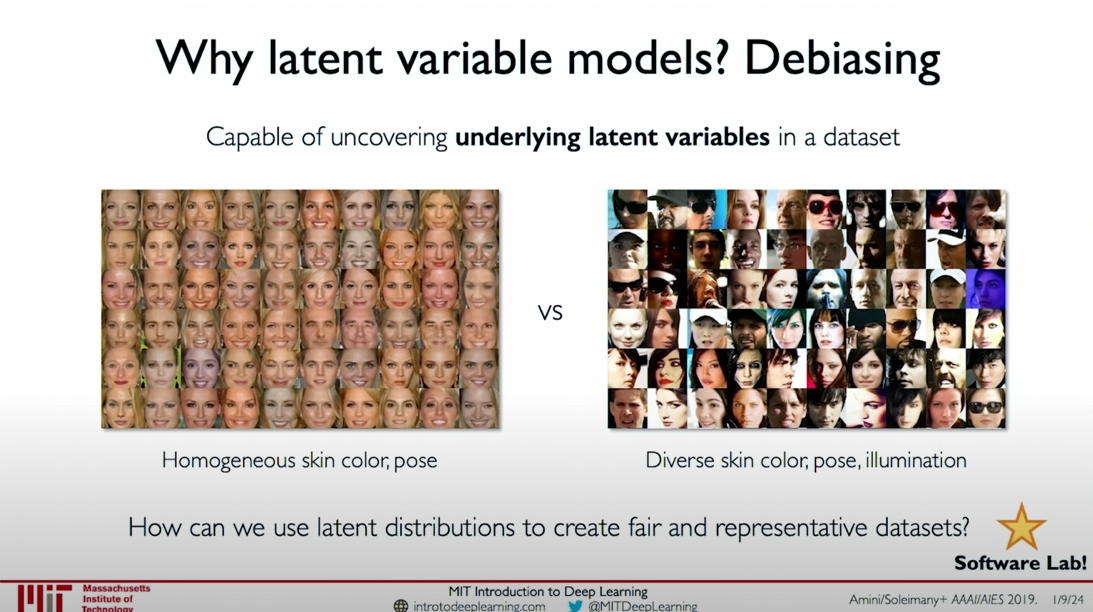 Why latent variable models? Debiasing
Capable of uncovering underlying latent variables in a dataset
vs
Homogeneous skin color, pose
Diverse skin color, pose, illumination
How can we use latent distributions to create fair and representative datasets?
Software Lab!
MIT
Massachusetts
Institute of
Technology
MIT Introduction to Deep Learning
introtodeeplearning.com @MITDeepLearning
Amini/Soleimany+ AAAI/AIES 2019. 1/9/24